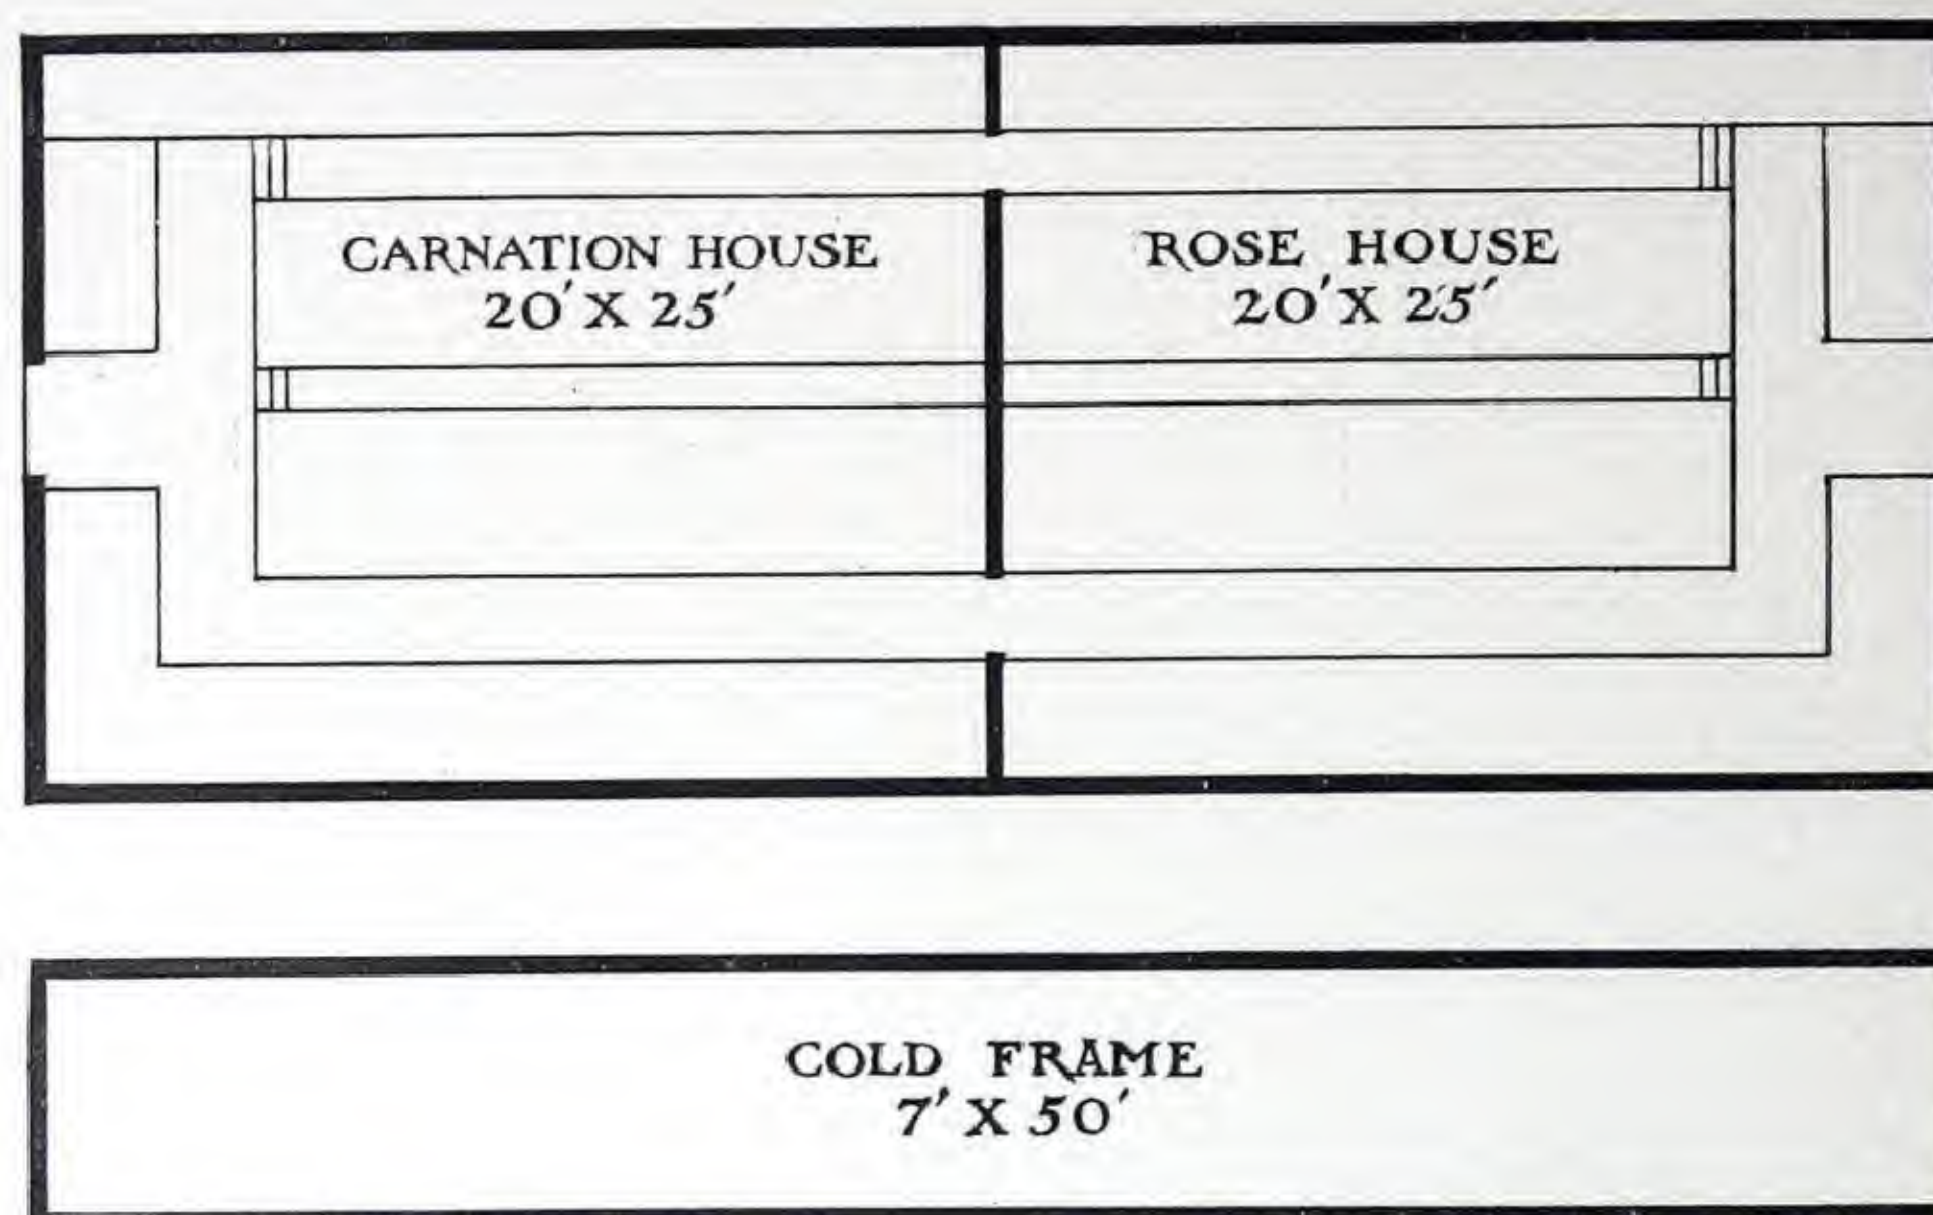 CARNATION HOUSE
20' X 25'
ROSE HOUSE
20' X 25'
COLD FRAME
7' X 50'